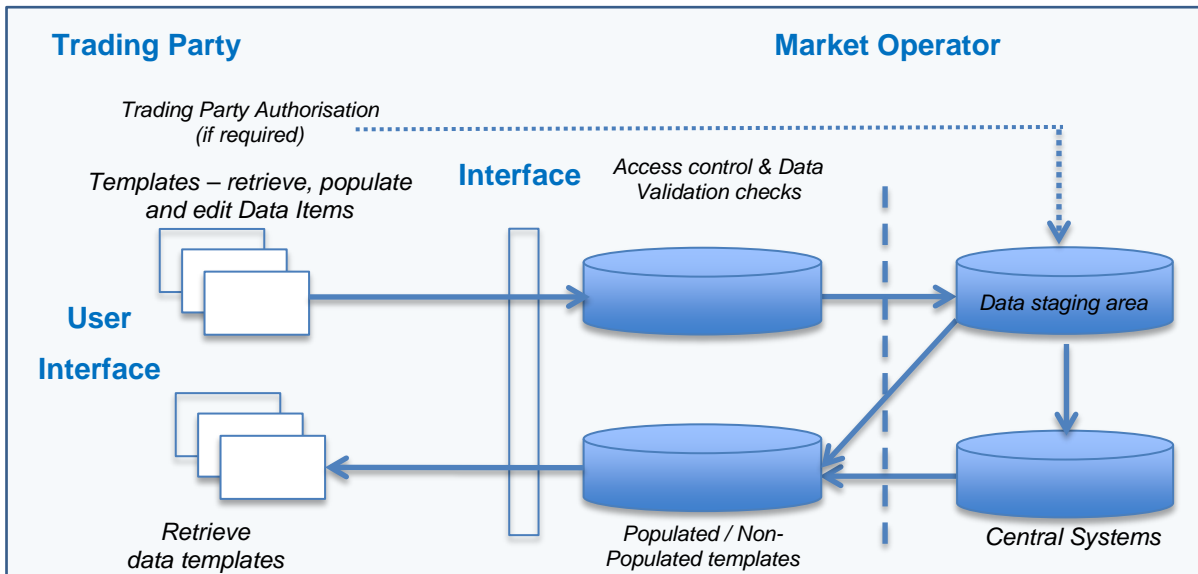 Trading Party
Market Operator
Trading Party Authorisation
(if required)
Templates – retrieve, populate
and edit Data Items
Interface
Access control & Data
Validation checks
Data staging area
User
Interface
Retrieve
data templates
Populated / Non-
Populated templates
Central Systems